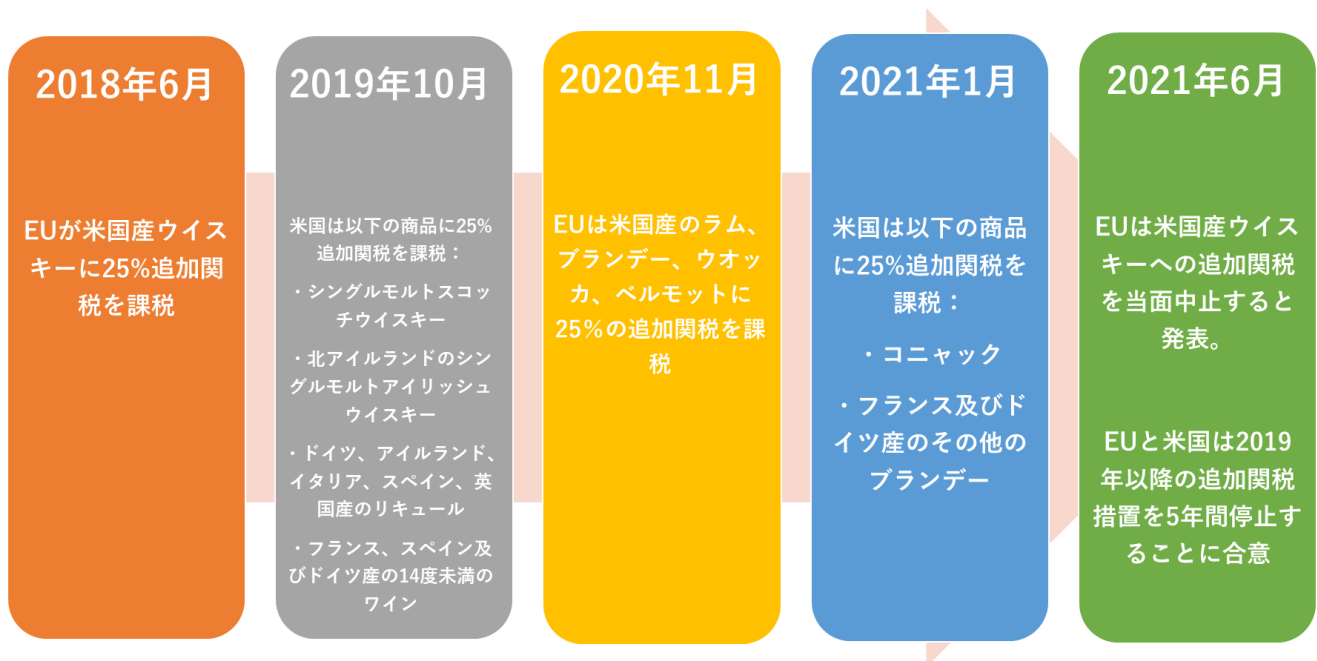 2018年6月
EUが米国産ウイス
キーに25%追加関
税を課税
2019年10月
米国は以下の商品に25%
追加関税を課税：
・シングルモルトスコッ
チウイスキー
・北アイルランドのシン
グルモルトアイリッシュ
ウイスキー
・ドイツ、アイルランド、
イタリア、スペイン、英
国産のリキュール
・フランス、スペイン及
びドイツ産の14度未満の
ワイン
2020年11月
EUは米国産のラム、
ブランデー、ウオッ
カ、ベルモットに
25％の追加関税を課
税
2021年1月
米国は以下の商品
に25%追加関税を
課税：
・コニャック
・フランス及びド
イツ産のその他の
ブランデー
2021年6月
EUは米国産ウイス
キーへの追加関税
を当面中止すると
発表。
EUと米国は2019
年以降の追加関税
措置を5年間停止す
ることに合意